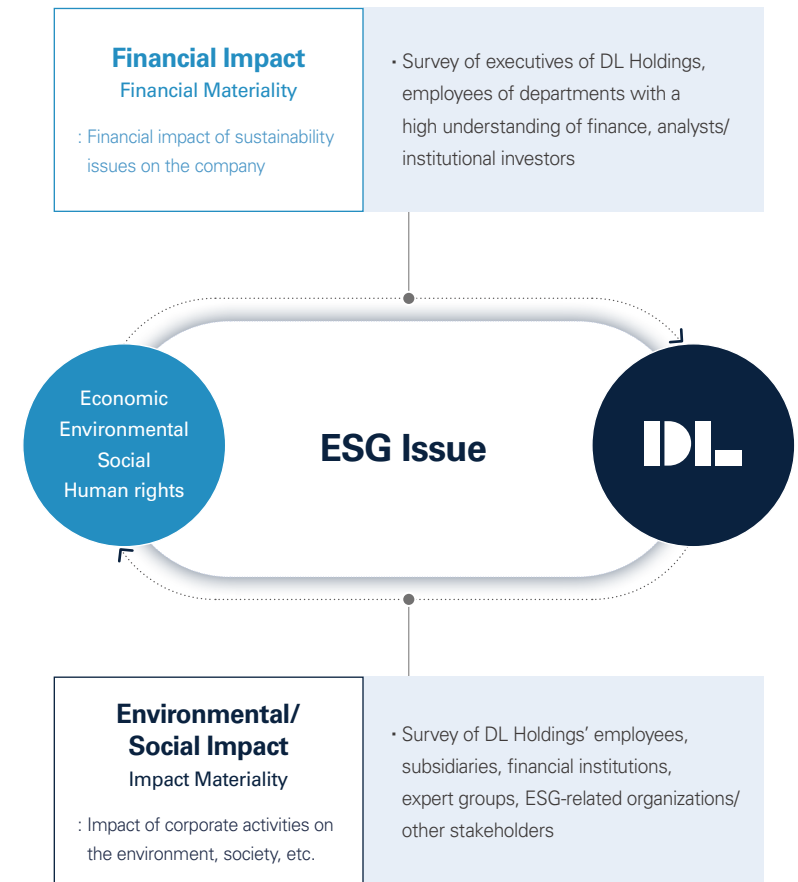 Financial Impact
Financial Materiality
: Financial impact of sustainability
issues on the company
· Survey of executives of DL Holdings,
employees of departments with a
high understanding of finance, analysts/
institutional investors
Economic
Environmental
Social
Human rights
ESG Issue
DL
Environmental/
Social Impact
Impact Materiality
: Impact of corporate activities on
the environment, society, etc.
· Survey of DL Holdings’ employees,
subsidiaries, financial institutions,
expert groups, ESG-related organizations/
other stakeholders